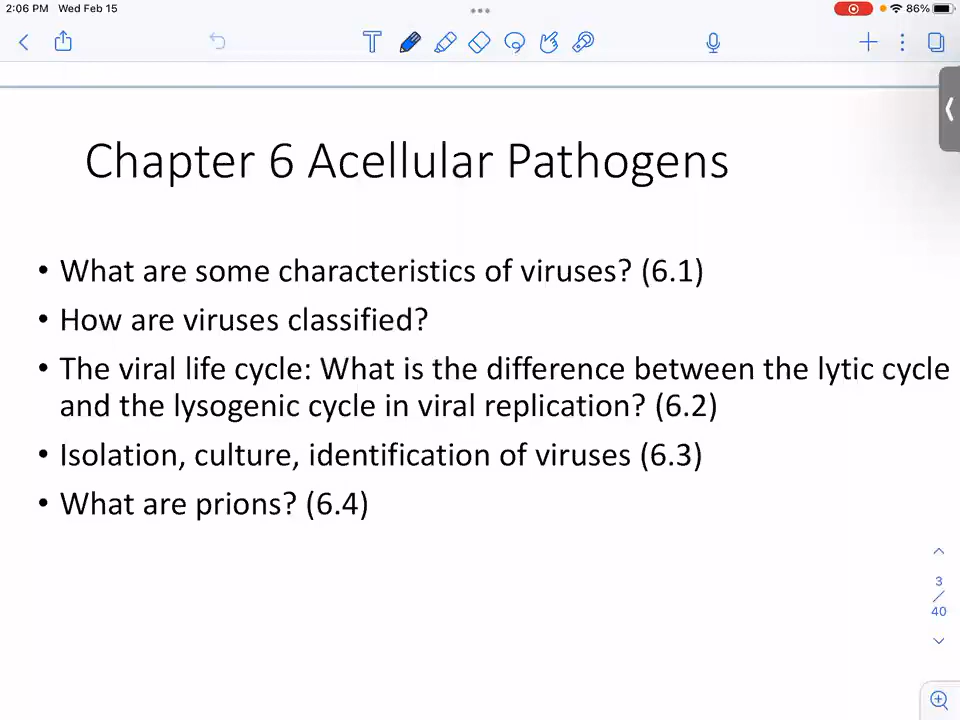 2:06 PM Wed Feb 15
86%
Chapter 6 Acellular Pathogens
• What are some characteristics of viruses? (6.1)
• How are viruses classified?
• The viral life cycle: What is the difference between the lytic cycle
and the lysogenic cycle in viral replication? (6.2)
• Isolation, culture, identification of viruses (6.3)
• What are prions? (6.4)
3
/
40